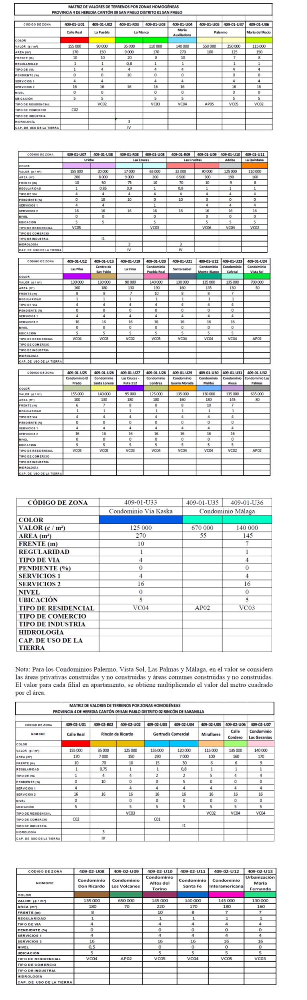 MATRIZ DE VALORES DE TERRENOS POR ZONAS HOMOGÉNEAS
PROVINCIA 4 DE HEREDIA CANTÓN 09 SAN PABLO DISTRITO 01 SAN PABLO
CÓDIGO DE ZONA 409-01-U01 409-01-U02 409-01-R03 409-01-U03 409-01-U04 409-01-U05 409-01-U37 409-01-U06
Calle Real La Puebla La Manca María Auxiliadora Palermo María del Rocío
COLOR
VALOR (¢ / m²) 155 000 90 000 35 000 110 000 140 000 550 000 250 000 115 000
AREA (m²) 170 150 9 000 170 270 100 125 150
FRENTE (m) 10 10 20 8 10 7 8
REGULARIDAD 1 1 0,8 1 1 1 1
TIPO DE VIA 1 4 4 4 4 4 4
PENDIENTE (%) 0 0 10 0 0 0 0
SERVICIOS 1 4 4 4 4 4 4
SERVICIOS 2 16 16 16 16 16 16 16
NIVEL 0 0 0 0 0 0
UBICACIÓN 5 5 5 5 5 5
TIPO DE RESIDENCIAL VC02 VC03 VC04 AP05 VC05 VC02
TIPO DE COMERCIO C02
TIPO DE INDUSTRIA
HIDROLOGÍA 3
CAP. DE USO DE LA TIERRA IV
CÓDIGO DE ZONA 409-01-U07 409-01-U38 409-01-R08 409-01-U08 409-01-R09 409-01-U09 409-01-U10 409-01-U11
Uriche Las Cruces Las Crucitas Adobe La Quintana
COLOR
VALOR (¢ / m²) 155 000 20 000 17 000 65 000 32 000 90 000 125 000 110 000
AREA (m²) 200 8 000 9 000 200 6 500 300 190 160
FRENTE (m) 10 50 75 10 70 10 9 8
REGULARIDAD 1 0,85 0,9 1 0,8 1 1 1
TIPO DE VIA 4 4 4 4 4 4 4 4
PENDIENTE (%) 0 10 10 0 10 0 0 0
SERVICIOS 1 4 4 1 4 4 4
SERVICIOS 2 16 16 16 16 16 16 16 16
NIVEL 0 0 0 0 0 0
UBICACIÓN 5 5 5 5 5 5
TIPO DE RESIDENCIAL VC05 VC03 VC06 VC04 VC02
TIPO DE COMERCIO
TIPO DE INDUSTRIA I1
HIDROLOGÍA 3 3
CAP. DE USO DE LA TIERRA IV IV
CÓDIGO DE ZONA 409-01-U12 409-01-U13 409-01-U19 409-01-U20 409-01-U21 409-01-U22 409-01-U23 409-01-U24
Las Pilas Centro de San Pablo La Irma Condominio Puebla Real Santa Isabel Condominio Monte Blanco Condominio Cafetal Condominio Vista Sol
COLOR
VALOR (¢ / m²) 130 000 130 000 90 000 140 000 130 000 135 000 135 000 700 000
AREA (m²) 160 180 130 190 160 135 130 50
FRENTE (m) 8 8 7 10 8 8 7
REGULARIDAD 1 1 1 1 1 1 1
TIPO DE VIA 4 4 4 4 4 4 4
PENDIENTE (%) 0 0 0 0 0 0 0
SERVICIOS 1 4 4 4 4 4 4 4
SERVICIOS 2 16 16 16 16 16 16 16
NIVEL 0 0 0 0 0 0 0
UBICACIÓN 5 5 5 5 5 5 5
TIPO DE RESIDENCIAL VC04 VC03 VC02 VC05 VC04 VC04 VC04 AP02
TIPO DE COMERCIO
TIPO DE INDUSTRIA
HIDROLOGÍA
CAP. DE USO DE LA TIERRA
CÓDIGO DE ZONA 409-01-U25 409-01-U26 409-01-U27 409-01-U28 409-01-U29 409-01-U30 409-01-U31 409-01-U32
Condominio El Prado Condominio Santa Lorena Las Cruces - Ruta 112 Condominio Londres Condominio Guaria Morada Condominio Malibú Condominio Alexa Condominio Las Palmas
COLOR
VALOR (¢ / m²) 155 000 140 000 95 000 125 000 135 000 130 000 135 000 635 000
AREA (m²) 100 130 180 180 160 180 145 80
FRENTE (m) 6 7 8 8 8 10 7
REGULARIDAD 1 1 1 1 1 1 1
TIPO DE VIA 4 4 4 4 4 4 4
PENDIENTE (%) 0 0 0 0 0 0 0
SERVICIOS 1 4 4 4 4 4 4 4
SERVICIOS 2 16 16 16 16 16 16 16
NIVEL 0 0 0 0 0 0 0
UBICACIÓN 5 5 5 5 5 5 5
TIPO DE RESIDENCIAL VC05 VC05 VC03 VC04 VC04 VC04 VC02 AP02
TIPO DE COMERCIO
TIPO DE INDUSTRIA
HIDROLOGÍA
CAP. DE USO DE LA TIERRA
CÓDIGO DE ZONA 409-01-U33 409-01-U35 409-01-U36
Condominio Via Kaska Condominio Málaga
COLOR
VALOR (¢ / m²) 125 000 670 000 140 000
AREA (m²) 270 55 145
FRENTE (m) 10 7
REGULARIDAD 1 1
TIPO DE VIA 4 4
PENDIENTE (%) 0 0
SERVICIOS 1 4 4
SERVICIOS 2 16 16
NIVEL 0 0
UBICACIÓN 5 5
TIPO DE RESIDENCIAL VC04 AP02 VC03
TIPO DE COMERCIO
TIPO DE INDUSTRIA
HIDROLOGÍA
CAP. DE USO DE LA
TIERRA
Nota: Para los Condominios Palermo, Vista Sol, Las Palmas y Málaga, en el valor se considera
las áreas privativas construidas y no construidas y áreas comunes construidas y no construidas.
El valor para cada filial en apartamento, se obtiene multiplicando el valor del metro cuadrado
por el área.
MATRIZ DE VALORES DE TERRENOS POR ZONAS HOMOGÉNEAS
PROVINCIA 4 DE HEREDIA CANTÓN 09 SAN PABLO DISTRITO 02 RINCÓN DE SABANILLA
CÓDIGO DE ZONA 409-02-U01 409-02-R02 409-02-U02 409-02-U03 409-02-U04 409-02-U05 409-02-U06 409-02-U07
NOMBRE Calle Real Rincón de Ricardo Gertrudis Comercial Miraflores Calle Cordero Condominio Los Geranios
COLOR
VALOR (¢ / m²) 155 000 35 000 125 000 155 000 120 000 115 000 135 000 140 000
AREA (m²) 170 7 000 150 290 7 000 100 160 170
FRENTE (m) 10 70 10 15 30 6 6 9
REGULARIDAD 1 0,75 1 1 0,8 1 1 1
TIPO DE VIA 1 4 4 2 2 5 4 4
PENDIENTE (%) 0 10 0 0 5 0 0 0
SERVICIOS 1 4 4 4 4 4 4 4
SERVICIOS 2 16 16 16 16 16 16 16 16
NIVEL 0 0 0 0 0 0 0
UBICACIÓN 5 5 5 5 5 5 5
TIPO DE RESIDENCIAL VC03 VC02 VC04 VC04
TIPO DE COMERCIO C02 C01
TIPO DE INDUSTRIA I1
HIDROLOGÍA 3
CAP. DE USO DE LA TIERRA IV
CÓDIGO DE ZONA 409-02-U08 409-02-U09 409-02-U10 409-02-U11 409-02-U12 409-02-U13
NOMBRE Condominio Don Ricardo Condominio Los Volcanes Condominio Altos del Torino Condominio Santa Fe Condominio Interamericana Urbanización María Fernanda
COLOR
VALOR (¢ / m²) 135 000 650 000 145 000 140 000 145 000 130 000
AREA (m²) 180 70 220 170 180 160
FRENTE (m) 8 10 8 7 7
REGULARIDAD 1 1 1 1 1
TIPO DE VIA 4 4 4 4 4
PENDIENTE (%) 0 0 0 0 0
SERVICIOS 1 4 4 4 4 4
SERVICIOS 2 16 16 16 16 16
NIVEL 0,5 0 0 0 0
UBICACIÓN 5 5 5 5 5
TIPO DE RESIDENCIAL VC04 AP02 VC05 VC04 VC05 VC03
TIPO DE COMERCIO
TIPO DE INDUSTRIA
HIDROLOGÍA
CAP. DE USO DE LA TIERRA